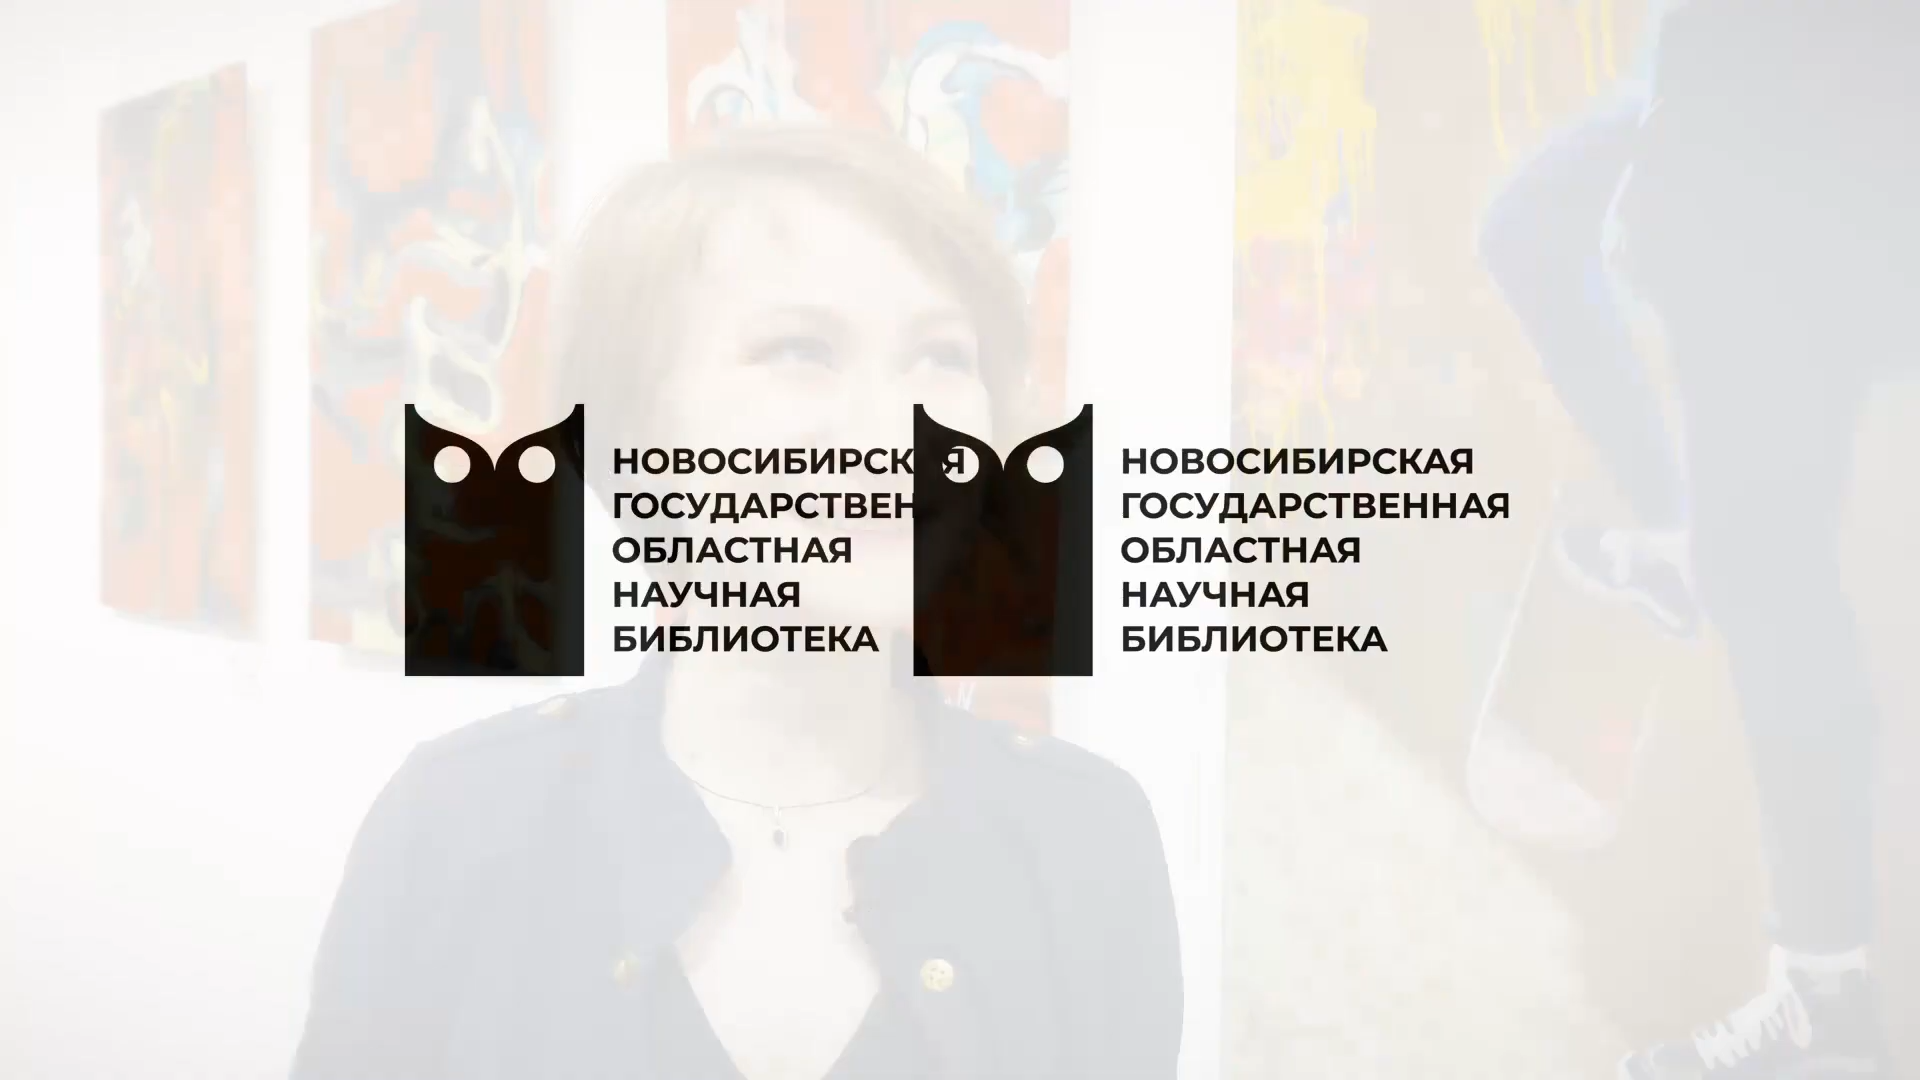 НОВОСИБИРСКАЯ
ГОСУДАРСТВЕН
ОБЛАСТНАЯ
НАУЧНАЯ
БИБЛИОТЕКА
НОВОСИБИРСКАЯ
ГОСУДАРСТВЕННАЯ
ОБЛАСТНАЯ
НАУЧНАЯ
БИБЛИОТЕКА